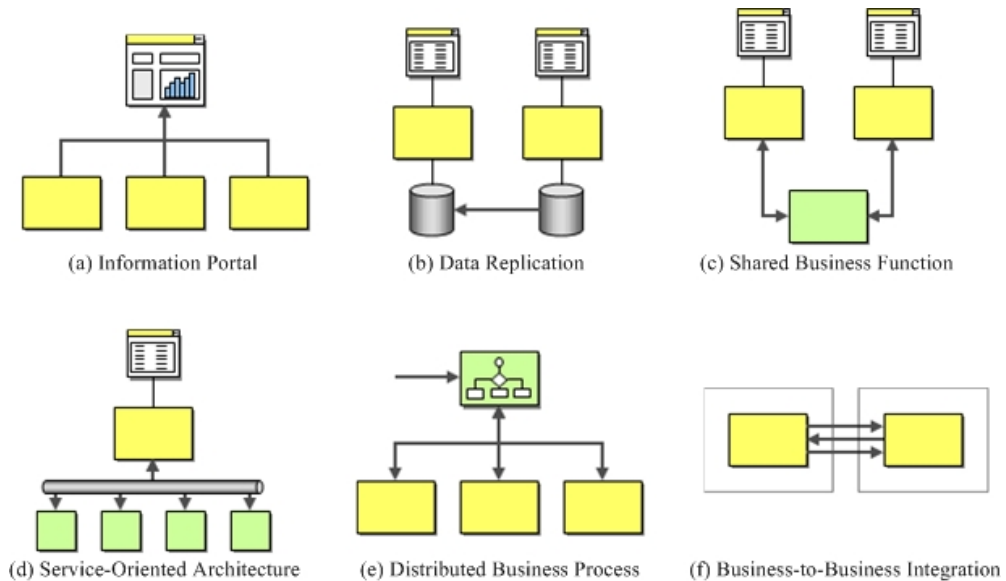 (a) Information Portal
(b) Data Replication
(c) Shared Business Function
(d) Service-Oriented Architecture
(e) Distributed Business Process
(f) Business-to-Business Integration